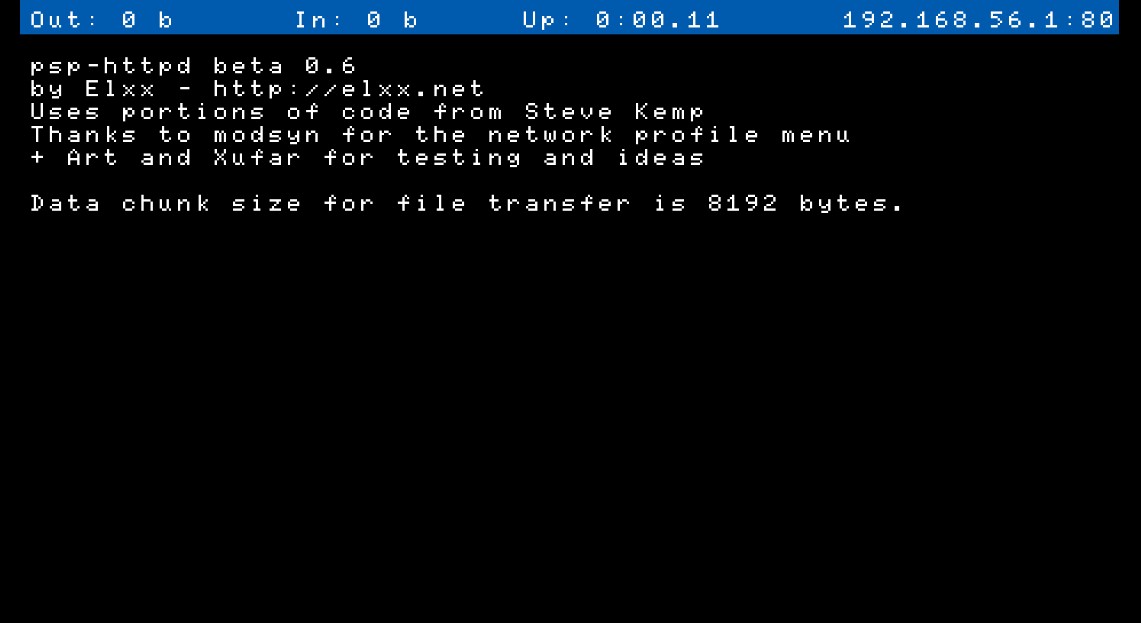 Out: 0 b In: 0 b Up: 0:00.11 192.168.56.1:80
psp-httpd beta 0.6
by Elxx - http://elxx.net
Uses portions of code from Steve Kemp
Thanks to modsyn for the network profile menu
+ Art and Xufar for testing and ideas
Data chunk size for file transfer is 8192 bytes.